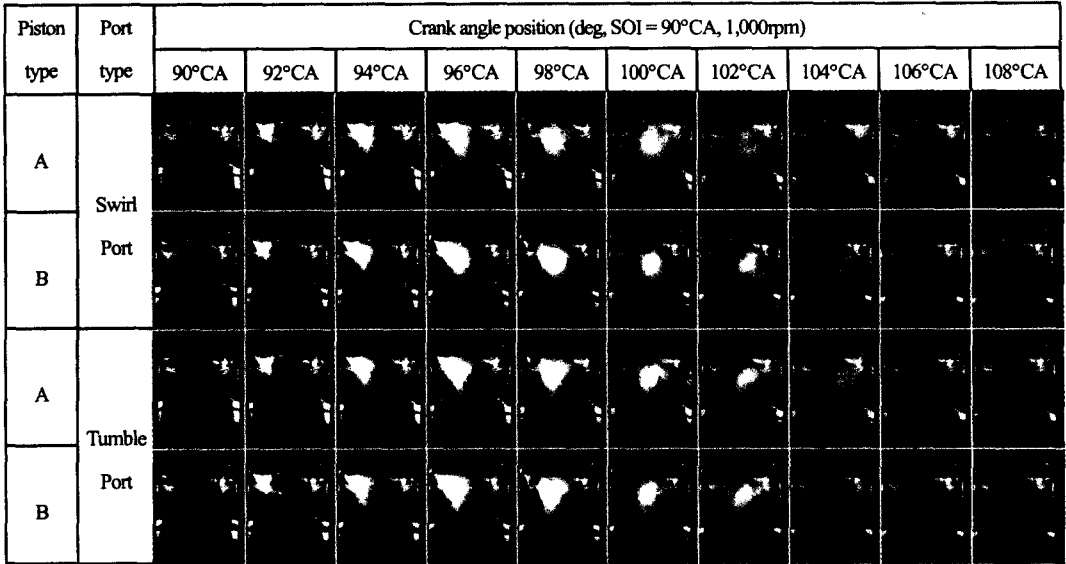 Piston
type
Port
type
Crank angle position (deg, SOI = 90°CA, 1,000rpm)
90°CA 92°CA 94°CA 96°CA 98°CA 100°CA 102°CA 104°CA 106°CA 108°CA
A
Swirl
Port
B
A
Tumble
Port
B